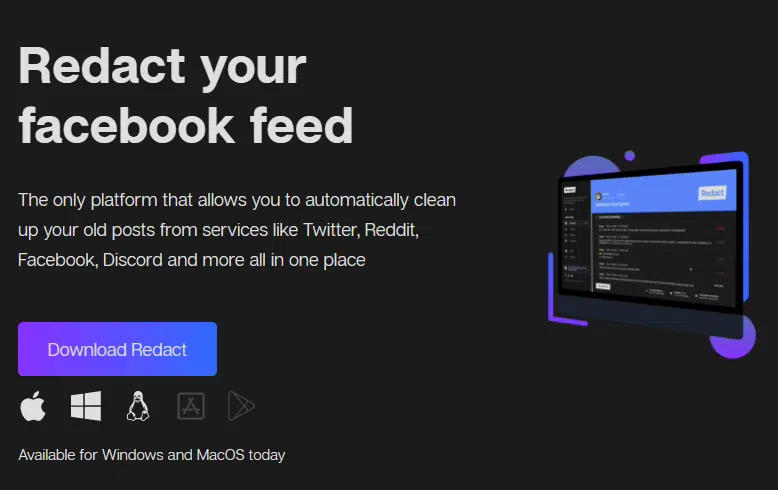 Redact your
facebook feed
The only platform that allows you to automatically clean
up your old posts from services like Twitter, Reddit,
Facebook, Discord and more all in one place
Redact
Download Redact
Available for Windows and MacOS today